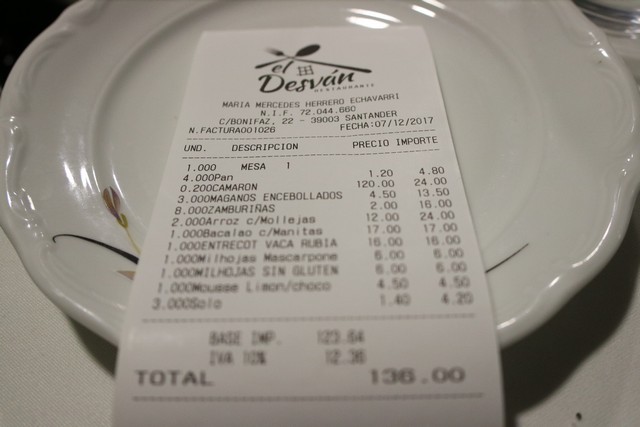 el
Desván
RESTAURANTE
MARIA MERCEDES HERRERO ECHAVARRI
N.I.F. 72.044.660
C/BONIFAZ, 22 - 39003 SANTANDER
N.FACTURA001026 FECHA:07/12/2017
UND. DESCRIPCION PRECIO IMPORTE
1.000 MESA 1
4.000Pan 1.20 4.80
0.200CAMARON 120.00 24.00
3.000MAGANOS ENCEBOLLADOS 4.50 13.50
8.000ZAMBURIÑAS 2.00 16.00
2.000Arroz c/Mollejas 12.00 24.00
1.000Bacalao c/Manitas 17.00 17.00
1.000ENTRECOT VACA RUBIA 16.00 16.00
1.000Milhojas Mascarpone 6.00 6.00
1.000MILHOJAS SIN GLUTEN 6.00 6.00
1.000Mousse Limon/choco 4.50 4.50
3.000Solo 1.40 4.20
BASE IMP. 123.64
IVA 10% 12.36
TOTAL 136.00